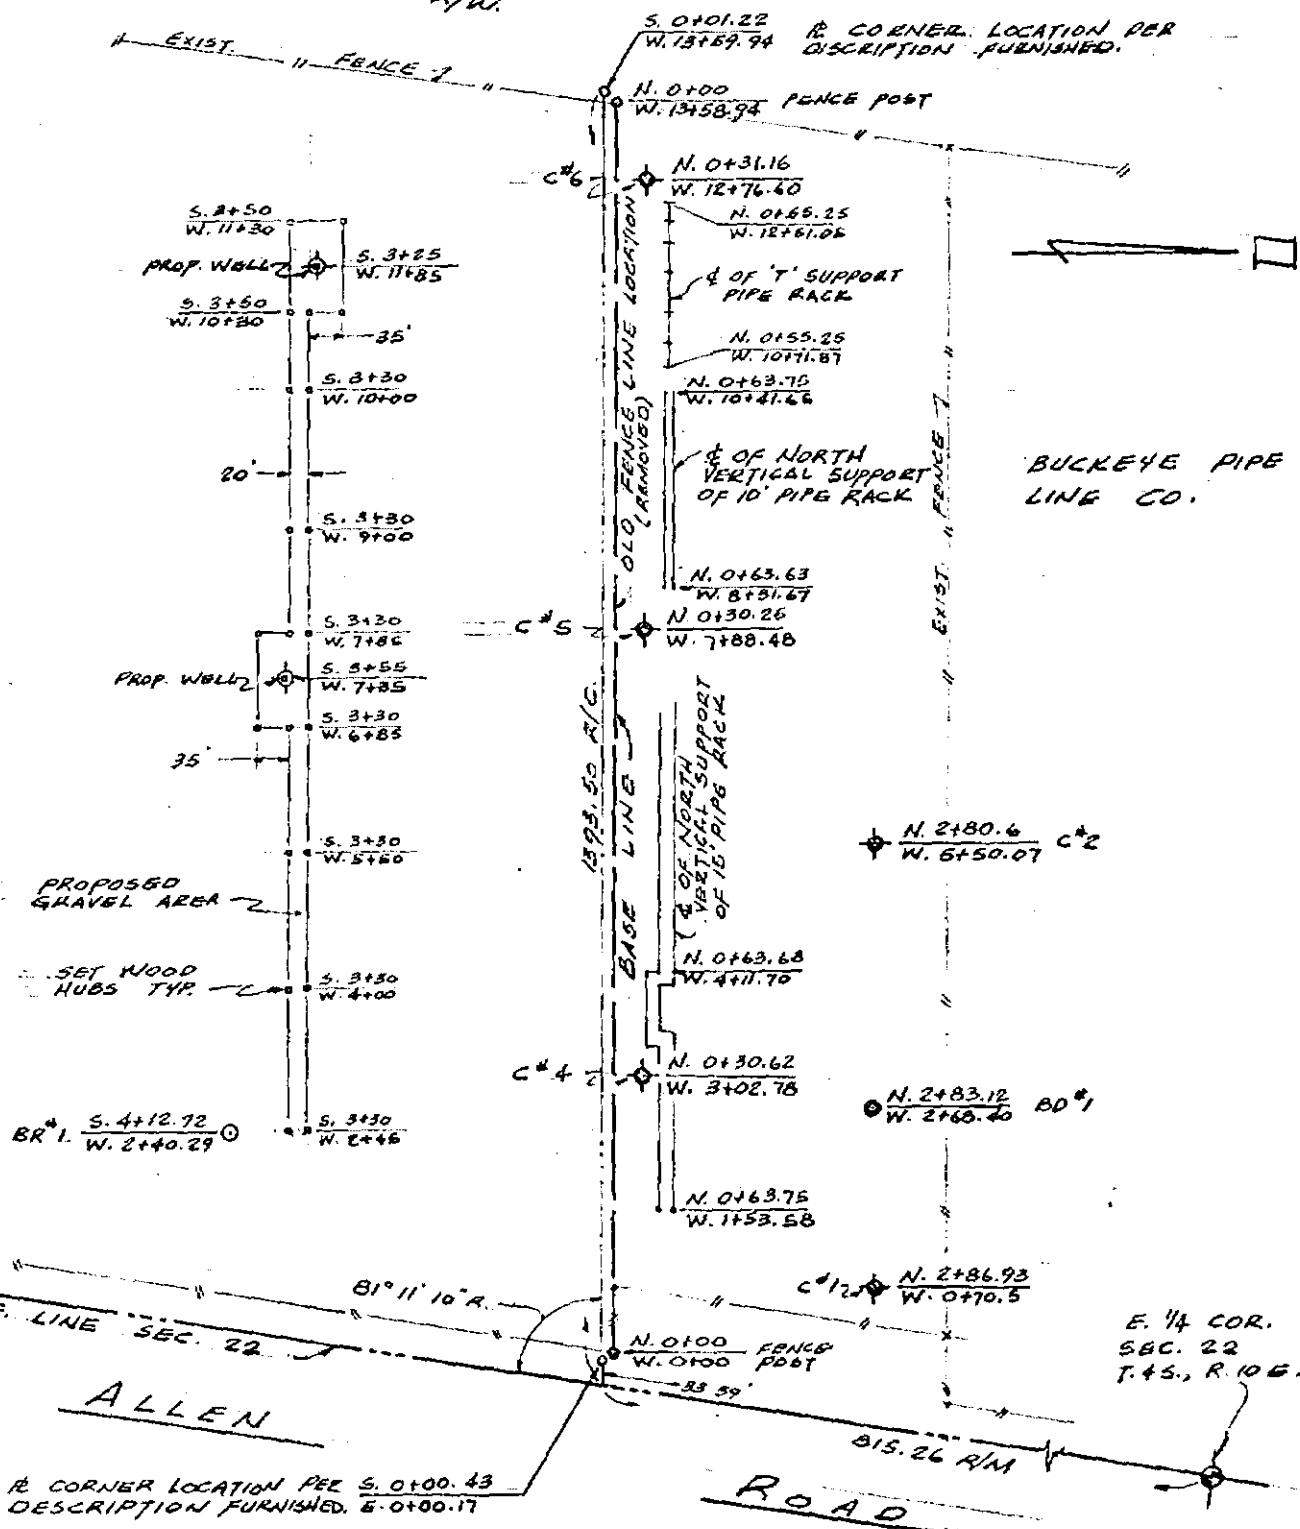 R/W.
S. 0+01.22
W. 13+59.94
℄ CORNER LOCATION PER
DISCRIPTION FURNISHED.
EXIST. FENCE
N. 0+00
W. 13+58.94
FENCE POST
C#6
N. 0+31.16
W. 12+76.60
S. 2+50
W. 11+30
N. 0+65.25
W. 12+61.05
PROP. WELL
S. 3+25
W. 11+85
℄ OF 'T' SUPPORT
PIPE RACK
S. 3+50
W. 10+30
35'
N. 0+55.25
W. 10+71.87
S. 3+30
W. 10+00
N. 0+63.75
W. 10+41.66
OLD FENCE LINE LOCATION
(REMOVED)
20'
℄ OF NORTH
VERTICAL SUPPORT
OF 10' PIPE RACK
EXIST. FENCE
BUCKEYE PIPE
LINE CO.
S. 3+30
W. 9+00
N. 0+63.63
W. 8+31.67
S. 3+30
W. 7+85
C#5
N. 0+30.26
W. 7+88.48
PROP. WELL
S. 3+55
W. 7+35
S. 3+30
W. 6+85
35'
1393.50 R/C.
BASE LINE
℄ OF NORTH
VERTICAL SUPPORT
OF 15' PIPE RACK
S. 3+30
W. 5+50
N. 2+80.6
W. 5+50.07
C#2
PROPOSED
GRAVEL AREA
N. 0+63.68
W. 4+11.70
SET WOOD
HUBS TYP.
S. 3+30
W. 4+00
C#4
N. 0+30.62
W. 3+02.78
N. 2+83.12
W. 2+68.40
BD#1
BR#1.
S. 4+12.72
W. 2+40.29
S. 3+30
W. 2+45
N. 0+63.75
W. 1+53.58
81° 11' 10" R.
C#12
N. 2+86.93
W. 0+70.5
E. LINE SEC. 22
N. 0+00
W. 0+00
FENCE
POST
E. 1/4 COR.
SEC. 22
T. 4 S., R. 10 E.
33.39'
ALLEN
815.26 R/M
℄ CORNER LOCATION PER
DESCRIPTION FURNISHED.
S. 0+00.43
E. 0+00.17
ROAD